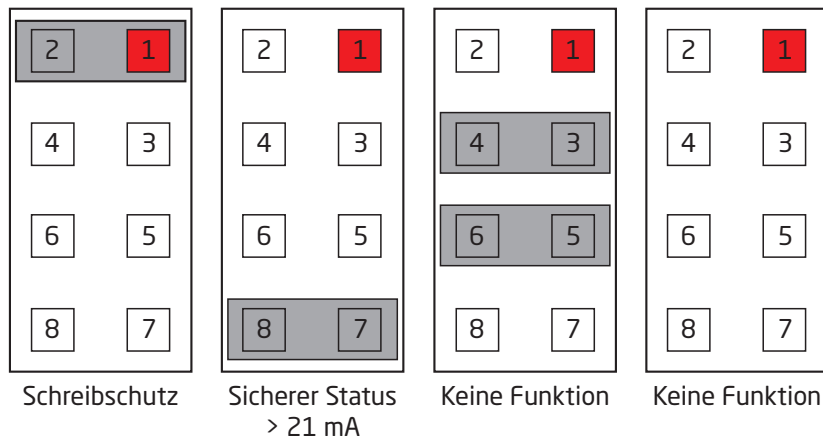 2 1 2 1 2 1 2 1
4 3 4 3 4 3 4 3
6 5 6 5 6 5 6 5
8 7 8 7 8 7 8 7
Schreibschutz Sicherer Status Keine Funktion Keine Funktion
> 21 mA